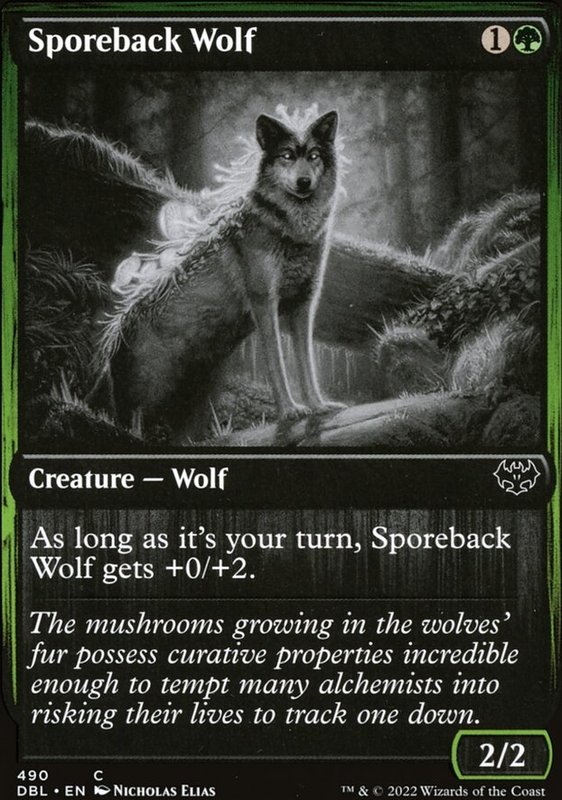 Sporeback Wolf 1
Creature — Wolf
As long as it's your turn, Sporeback
Wolf gets +0/+2.
The mushrooms growing in the wolves'
fur possess curative properties incredible
enough to tempt many alchemists into
risking their lives to track one down.
2/2
490 C
DBL • EN Nicholas Elias ™ & © 2022 Wizards of the Coast